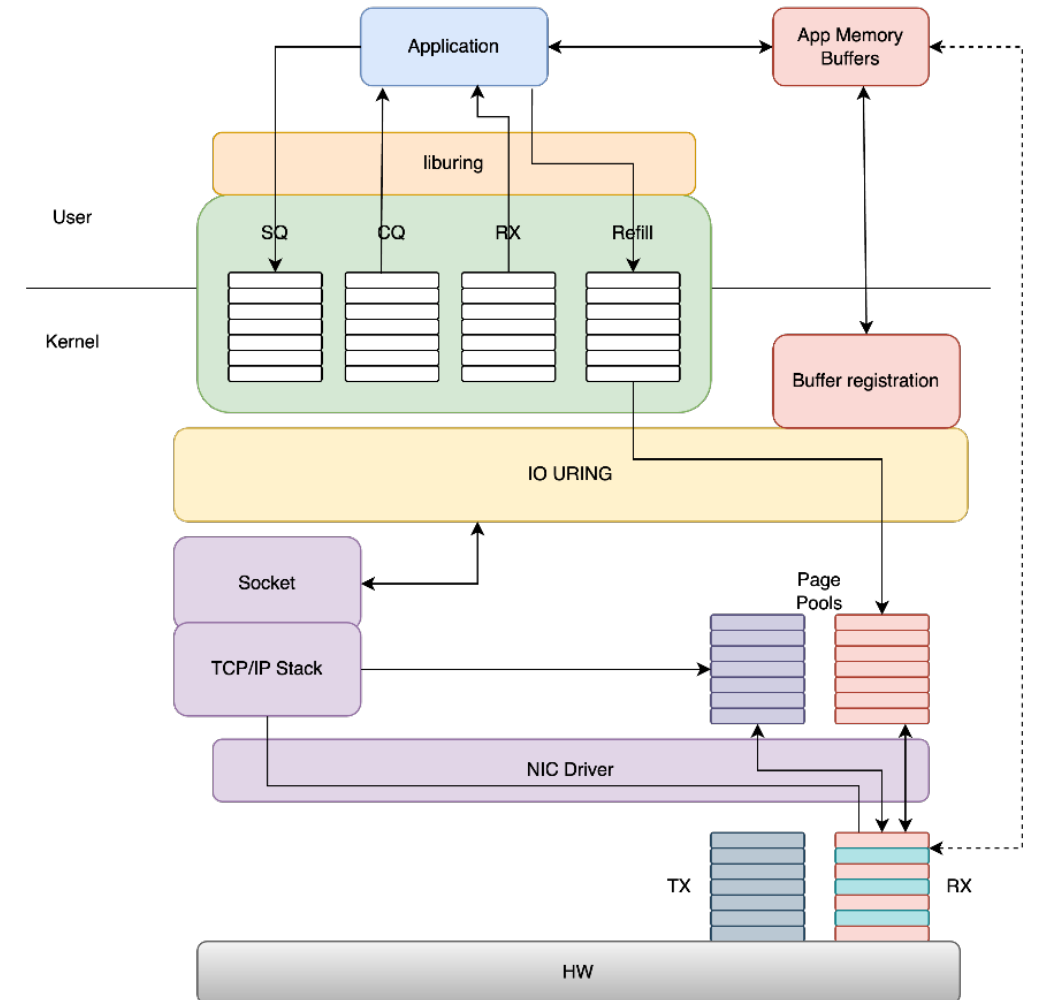 Application
App Memory
Buffers
liburing
User
SQ
CQ
RX
Refill
Kernel
Buffer registration
IO URING
Socket
Page
Pools
TCP/IP Stack
NIC Driver
TX
RX
HW